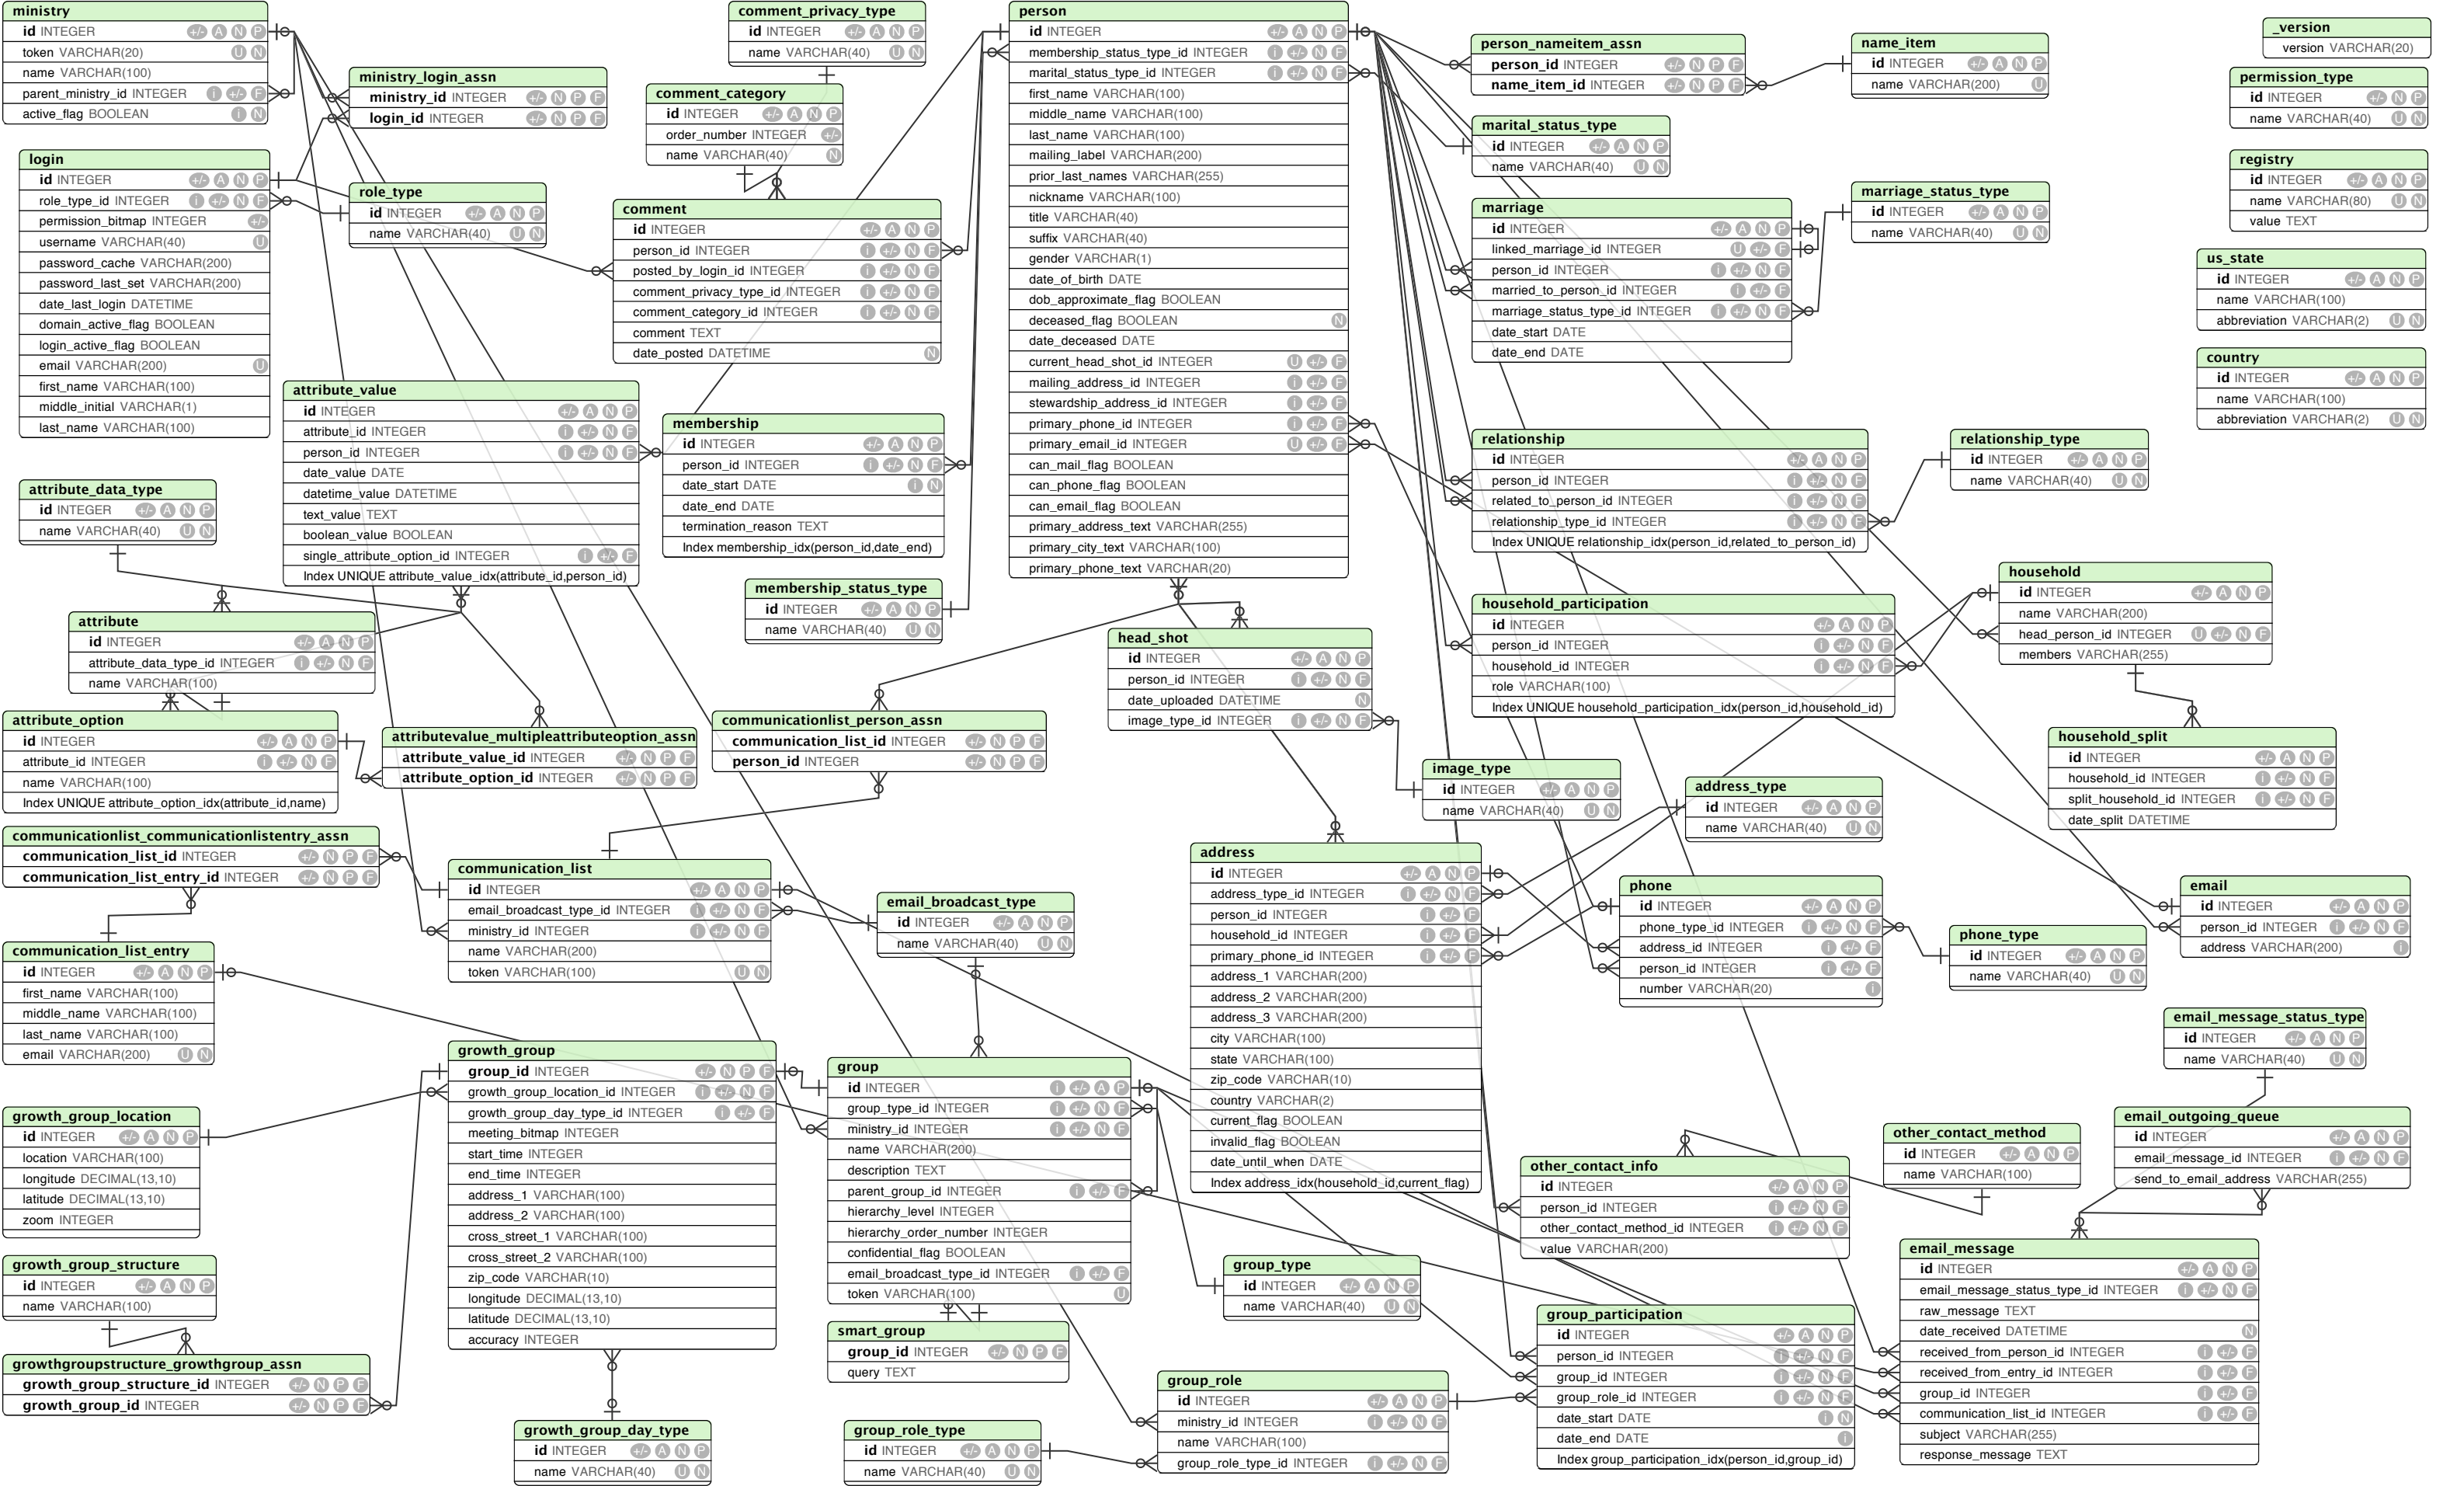 ministry
id INTEGER +/- A N P
token VARCHAR(20) U N
name VARCHAR(100)
parent_ministry_id INTEGER i +/- F
active_flag BOOLEAN i N
ministry_login_assn
ministry_id INTEGER +/- N P F
login_id INTEGER +/- N P F
login
id INTEGER +/- A N P
role_type_id INTEGER i +/- N F
permission_bitmap INTEGER +/-
username VARCHAR(40) U
password_cache VARCHAR(200)
password_last_set VARCHAR(200)
date_last_login DATETIME
domain_active_flag BOOLEAN
login_active_flag BOOLEAN
email VARCHAR(200) U
first_name VARCHAR(100)
middle_initial VARCHAR(1)
last_name VARCHAR(100)
role_type
id INTEGER +/- A N P
name VARCHAR(40) U N
comment_privacy_type
id INTEGER +/- A N P
name VARCHAR(40) U N
comment_category
id INTEGER +/- A N P
order_number INTEGER +/-
name VARCHAR(40) N
comment
id INTEGER +/- A N P
person_id INTEGER i +/- N F
posted_by_login_id INTEGER i +/- N F
comment_privacy_type_id INTEGER i +/- N F
comment_category_id INTEGER i +/- N F
comment TEXT
date_posted DATETIME N
person
id INTEGER +/- A N P
membership_status_type_id INTEGER i +/- N F
marital_status_type_id INTEGER i +/- N F
first_name VARCHAR(100)
middle_name VARCHAR(100)
last_name VARCHAR(100)
mailing_label VARCHAR(200)
prior_last_names VARCHAR(255)
nickname VARCHAR(100)
title VARCHAR(40)
suffix VARCHAR(40)
gender VARCHAR(1)
date_of_birth DATE
dob_approximate_flag BOOLEAN
deceased_flag BOOLEAN N
date_deceased DATE
current_head_shot_id INTEGER U +/- F
mailing_address_id INTEGER i +/- F
stewardship_address_id INTEGER i +/- F
primary_phone_id INTEGER i +/- F
primary_email_id INTEGER U +/- F
can_mail_flag BOOLEAN
can_phone_flag BOOLEAN
can_email_flag BOOLEAN
primary_address_text VARCHAR(255)
primary_city_text VARCHAR(100)
primary_phone_text VARCHAR(20)
person_nameitem_assn
person_id INTEGER +/- N P F
name_item_id INTEGER +/- N P F
name_item
id INTEGER +/- A N P
name VARCHAR(200) U
_version
version VARCHAR(20)
permission_type
id INTEGER +/- N P
name VARCHAR(40) U N
marital_status_type
id INTEGER +/- A N P
name VARCHAR(40) U N
registry
id INTEGER +/- A N P
name VARCHAR(80) U N
value TEXT
marriage
id INTEGER +/- A N P
linked_marriage_id INTEGER U +/- F
person_id INTEGER i +/- N F
married_to_person_id INTEGER i +/- F
marriage_status_type_id INTEGER i +/- N F
date_start DATE
date_end DATE
marriage_status_type
id INTEGER +/- A N P
name VARCHAR(40) U N
us_state
id INTEGER +/- A N P
name VARCHAR(100)
abbreviation VARCHAR(2) U N
country
id INTEGER +/- A N P
name VARCHAR(100)
abbreviation VARCHAR(2) U N
attribute_value
id INTEGER +/- A N P
attribute_id INTEGER i +/- N F
person_id INTEGER i +/- N F
date_value DATE
datetime_value DATETIME
text_value TEXT
boolean_value BOOLEAN
single_attribute_option_id INTEGER i +/- F
Index UNIQUE attribute_value_idx(attribute_id,person_id)
membership
id INTEGER +/- A N P
person_id INTEGER i +/- N F
date_start DATE i N
date_end DATE
termination_reason TEXT
Index membership_idx(person_id,date_end)
membership_status_type
id INTEGER +/- A N P
name VARCHAR(40) U N
relationship
id INTEGER +/- A N P
person_id INTEGER i +/- N F
related_to_person_id INTEGER i +/- N F
relationship_type_id INTEGER i +/- N F
Index UNIQUE relationship_idx(person_id,related_to_person_id)
relationship_type
id INTEGER +/- A N P
name VARCHAR(40) U N
attribute_data_type
id INTEGER +/- A N P
name VARCHAR(40) U N
attribute
id INTEGER +/- A N P
attribute_data_type_id INTEGER i +/- N F
name VARCHAR(100)
head_shot
id INTEGER +/- A N P
person_id INTEGER i +/- N F
date_uploaded DATETIME N
image_type_id INTEGER i +/- N F
household_participation
id INTEGER +/- A N P
person_id INTEGER i +/- N F
household_id INTEGER i +/- N F
role VARCHAR(100)
Index UNIQUE household_participation_idx(person_id,household_id)
household
id INTEGER +/- A N P
name VARCHAR(200)
head_person_id INTEGER U +/- N F
members VARCHAR(255)
household_split
id INTEGER +/- A N P
household_id INTEGER i +/- N F
split_household_id INTEGER i +/- N F
date_split DATETIME
attribute_option
id INTEGER +/- A N P
attribute_id INTEGER i +/- N F
name VARCHAR(100)
Index UNIQUE attribute_option_idx(attribute_id,name)
attributevalue_multipleattributeoption_assn
attribute_value_id INTEGER +/- N P F
attribute_option_id INTEGER +/- N P F
communicationlist_person_assn
communication_list_id INTEGER +/- N P F
person_id INTEGER +/- N P F
image_type
id INTEGER +/- A N P
name VARCHAR(40) U N
address_type
id INTEGER +/- A N P
name VARCHAR(40) U N
communicationlist_communicationlistentry_assn
communication_list_id INTEGER +/- N P F
communication_list_entry_id INTEGER +/- N P F
communication_list
id INTEGER +/- A N P
email_broadcast_type_id INTEGER i +/- N F
ministry_id INTEGER i +/- N F
name VARCHAR(200)
token VARCHAR(100) U N
email_broadcast_type
id INTEGER +/- A N P
name VARCHAR(40) U N
address
id INTEGER +/- A N P
address_type_id INTEGER i +/- N F
person_id INTEGER i +/- F
household_id INTEGER i +/- F
primary_phone_id INTEGER i +/- F
address_1 VARCHAR(200)
address_2 VARCHAR(200)
address_3 VARCHAR(200)
city VARCHAR(100)
state VARCHAR(100)
zip_code VARCHAR(10)
country VARCHAR(2)
current_flag BOOLEAN
invalid_flag BOOLEAN
date_until_when DATE
Index address_idx(household_id,current_flag)
phone
id INTEGER +/- A N P
phone_type_id INTEGER i +/- N F
address_id INTEGER i +/- F
person_id INTEGER i +/- F
number VARCHAR(20) i
phone_type
id INTEGER +/- A N P
name VARCHAR(40) U N
email
id INTEGER +/- A N P
person_id INTEGER i +/- N F
address VARCHAR(200) i
communication_list_entry
id INTEGER +/- A N P
first_name VARCHAR(100)
middle_name VARCHAR(100)
last_name VARCHAR(100)
email VARCHAR(200) U N
growth_group
group_id INTEGER +/- N P F
growth_group_location_id INTEGER i +/- N F
growth_group_day_type_id INTEGER i +/- F
meeting_bitmap INTEGER
start_time INTEGER
end_time INTEGER
address_1 VARCHAR(100)
address_2 VARCHAR(100)
cross_street_1 VARCHAR(100)
cross_street_2 VARCHAR(100)
zip_code VARCHAR(10)
longitude DECIMAL(13,10)
latitude DECIMAL(13,10)
accuracy INTEGER
group
id INTEGER i +/- A P
group_type_id INTEGER i +/- N F
ministry_id INTEGER i +/- N F
name VARCHAR(200)
description TEXT
parent_group_id INTEGER i +/- F
hierarchy_level INTEGER
hierarchy_order_number INTEGER
confidential_flag BOOLEAN
email_broadcast_type_id INTEGER i +/- F
token VARCHAR(100) U
email_message_status_type
id INTEGER +/- A N P
name VARCHAR(40) U N
growth_group_location
id INTEGER +/- A N P
location VARCHAR(100)
longitude DECIMAL(13,10)
latitude DECIMAL(13,10)
zoom INTEGER
other_contact_info
id INTEGER +/- A N P
person_id INTEGER i +/- N F
other_contact_method_id INTEGER i +/- N F
value VARCHAR(200)
other_contact_method
id INTEGER +/- A N P
name VARCHAR(100)
email_outgoing_queue
id INTEGER +/- A N P
email_message_id INTEGER i +/- N F
send_to_email_address VARCHAR(255)
growth_group_structure
id INTEGER +/- A N P
name VARCHAR(100)
group_type
id INTEGER +/- A N P
name VARCHAR(40) U N
email_message
id INTEGER +/- A N P
email_message_status_type_id INTEGER i +/- N F
raw_message TEXT
date_received DATETIME N
received_from_person_id INTEGER i +/- F
received_from_entry_id INTEGER i +/- F
group_id INTEGER i +/- F
communication_list_id INTEGER i +/- F
subject VARCHAR(255)
response_message TEXT
growthgroupstructure_growthgroup_assn
growth_group_structure_id INTEGER +/- N P F
growth_group_id INTEGER +/- N P F
smart_group
group_id INTEGER +/- N P F
query TEXT
group_participation
id INTEGER +/- A N P
person_id INTEGER i +/- N F
group_id INTEGER i +/- N F
group_role_id INTEGER i +/- N F
date_start DATE i N
date_end DATE i
Index group_participation_idx(person_id,group_id)
growth_group_day_type
id INTEGER +/- A N P
name VARCHAR(40) U N
group_role_type
id INTEGER +/- A N P
name VARCHAR(40) U N
group_role
id INTEGER +/- A N P
ministry_id INTEGER i +/- N F
name VARCHAR(100)
group_role_type_id INTEGER i +/- N F